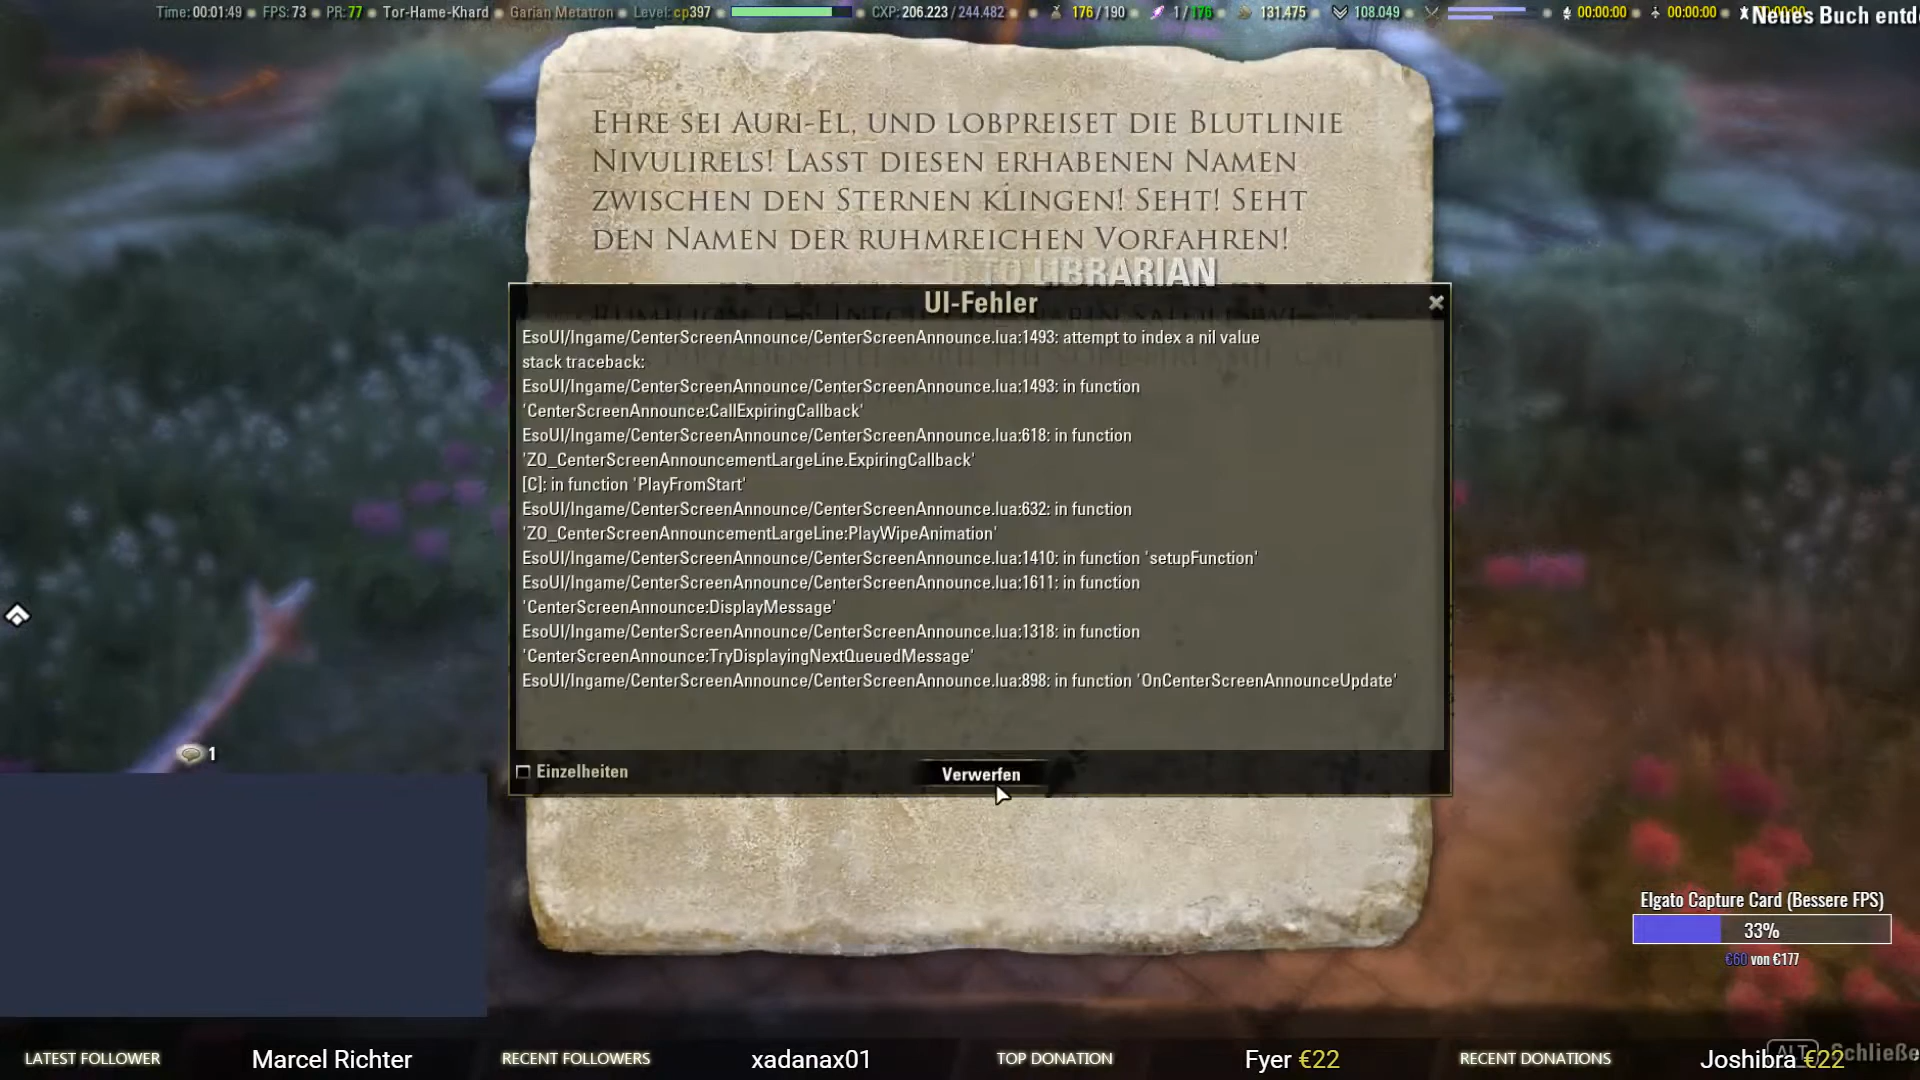 Time: 00:01:49 FPS: 73 PR: 77 Tor-Hame-Khard Garian Metatron Level: cp397 CXP: 206.223 / 244.482 176 / 190 1 / 176 131.475 108.049 00:00:00 00:00:00
Neues Buch entd
EHRE SEI AURI-EL, UND LOBPREISET DIE BLUTLINIE
NIVULIRELS! LASST DIESEN ERHABENEN NAMEN
ZWISCHEN DEN STERNEN KLINGEN! SEHT! SEHT
DEN NAMEN DER RUHMREICHEN VORFAHREN!
TO LIBRARIAN
UI-Fehler
EsoUI/Ingame/CenterScreenAnnounce/CenterScreenAnnounce.lua:1493: attempt to index a nil value
stack traceback:
EsoUI/Ingame/CenterScreenAnnounce/CenterScreenAnnounce.lua:1493: in function
'CenterScreenAnnounce:CallExpiringCallback'
EsoUI/Ingame/CenterScreenAnnounce/CenterScreenAnnounce.lua:618: in function
'ZO_CenterScreenAnnouncementLargeLine.ExpiringCallback'
[C]: in function 'PlayFromStart'
EsoUI/Ingame/CenterScreenAnnounce/CenterScreenAnnounce.lua:632: in function
'ZO_CenterScreenAnnouncementLargeLine:PlayWipeAnimation'
EsoUI/Ingame/CenterScreenAnnounce/CenterScreenAnnounce.lua:1410: in function 'setupFunction'
EsoUI/Ingame/CenterScreenAnnounce/CenterScreenAnnounce.lua:1611: in function
'CenterScreenAnnounce:DisplayMessage'
EsoUI/Ingame/CenterScreenAnnounce/CenterScreenAnnounce.lua:1318: in function
'CenterScreenAnnounce:TryDisplayingNextQueuedMessage'
EsoUI/Ingame/CenterScreenAnnounce/CenterScreenAnnounce.lua:898: in function 'OnCenterScreenAnnounceUpdate'
1
Einzelheiten
Verwerfen
Elgato Capture Card (Bessere FPS)
33%
€60 von €177
LATEST FOLLOWER Marcel Richter RECENT FOLLOWERS xadanax01 TOP DONATION Fyer €22 RECENT DONATIONS Joshibra €22
ALT Schließe